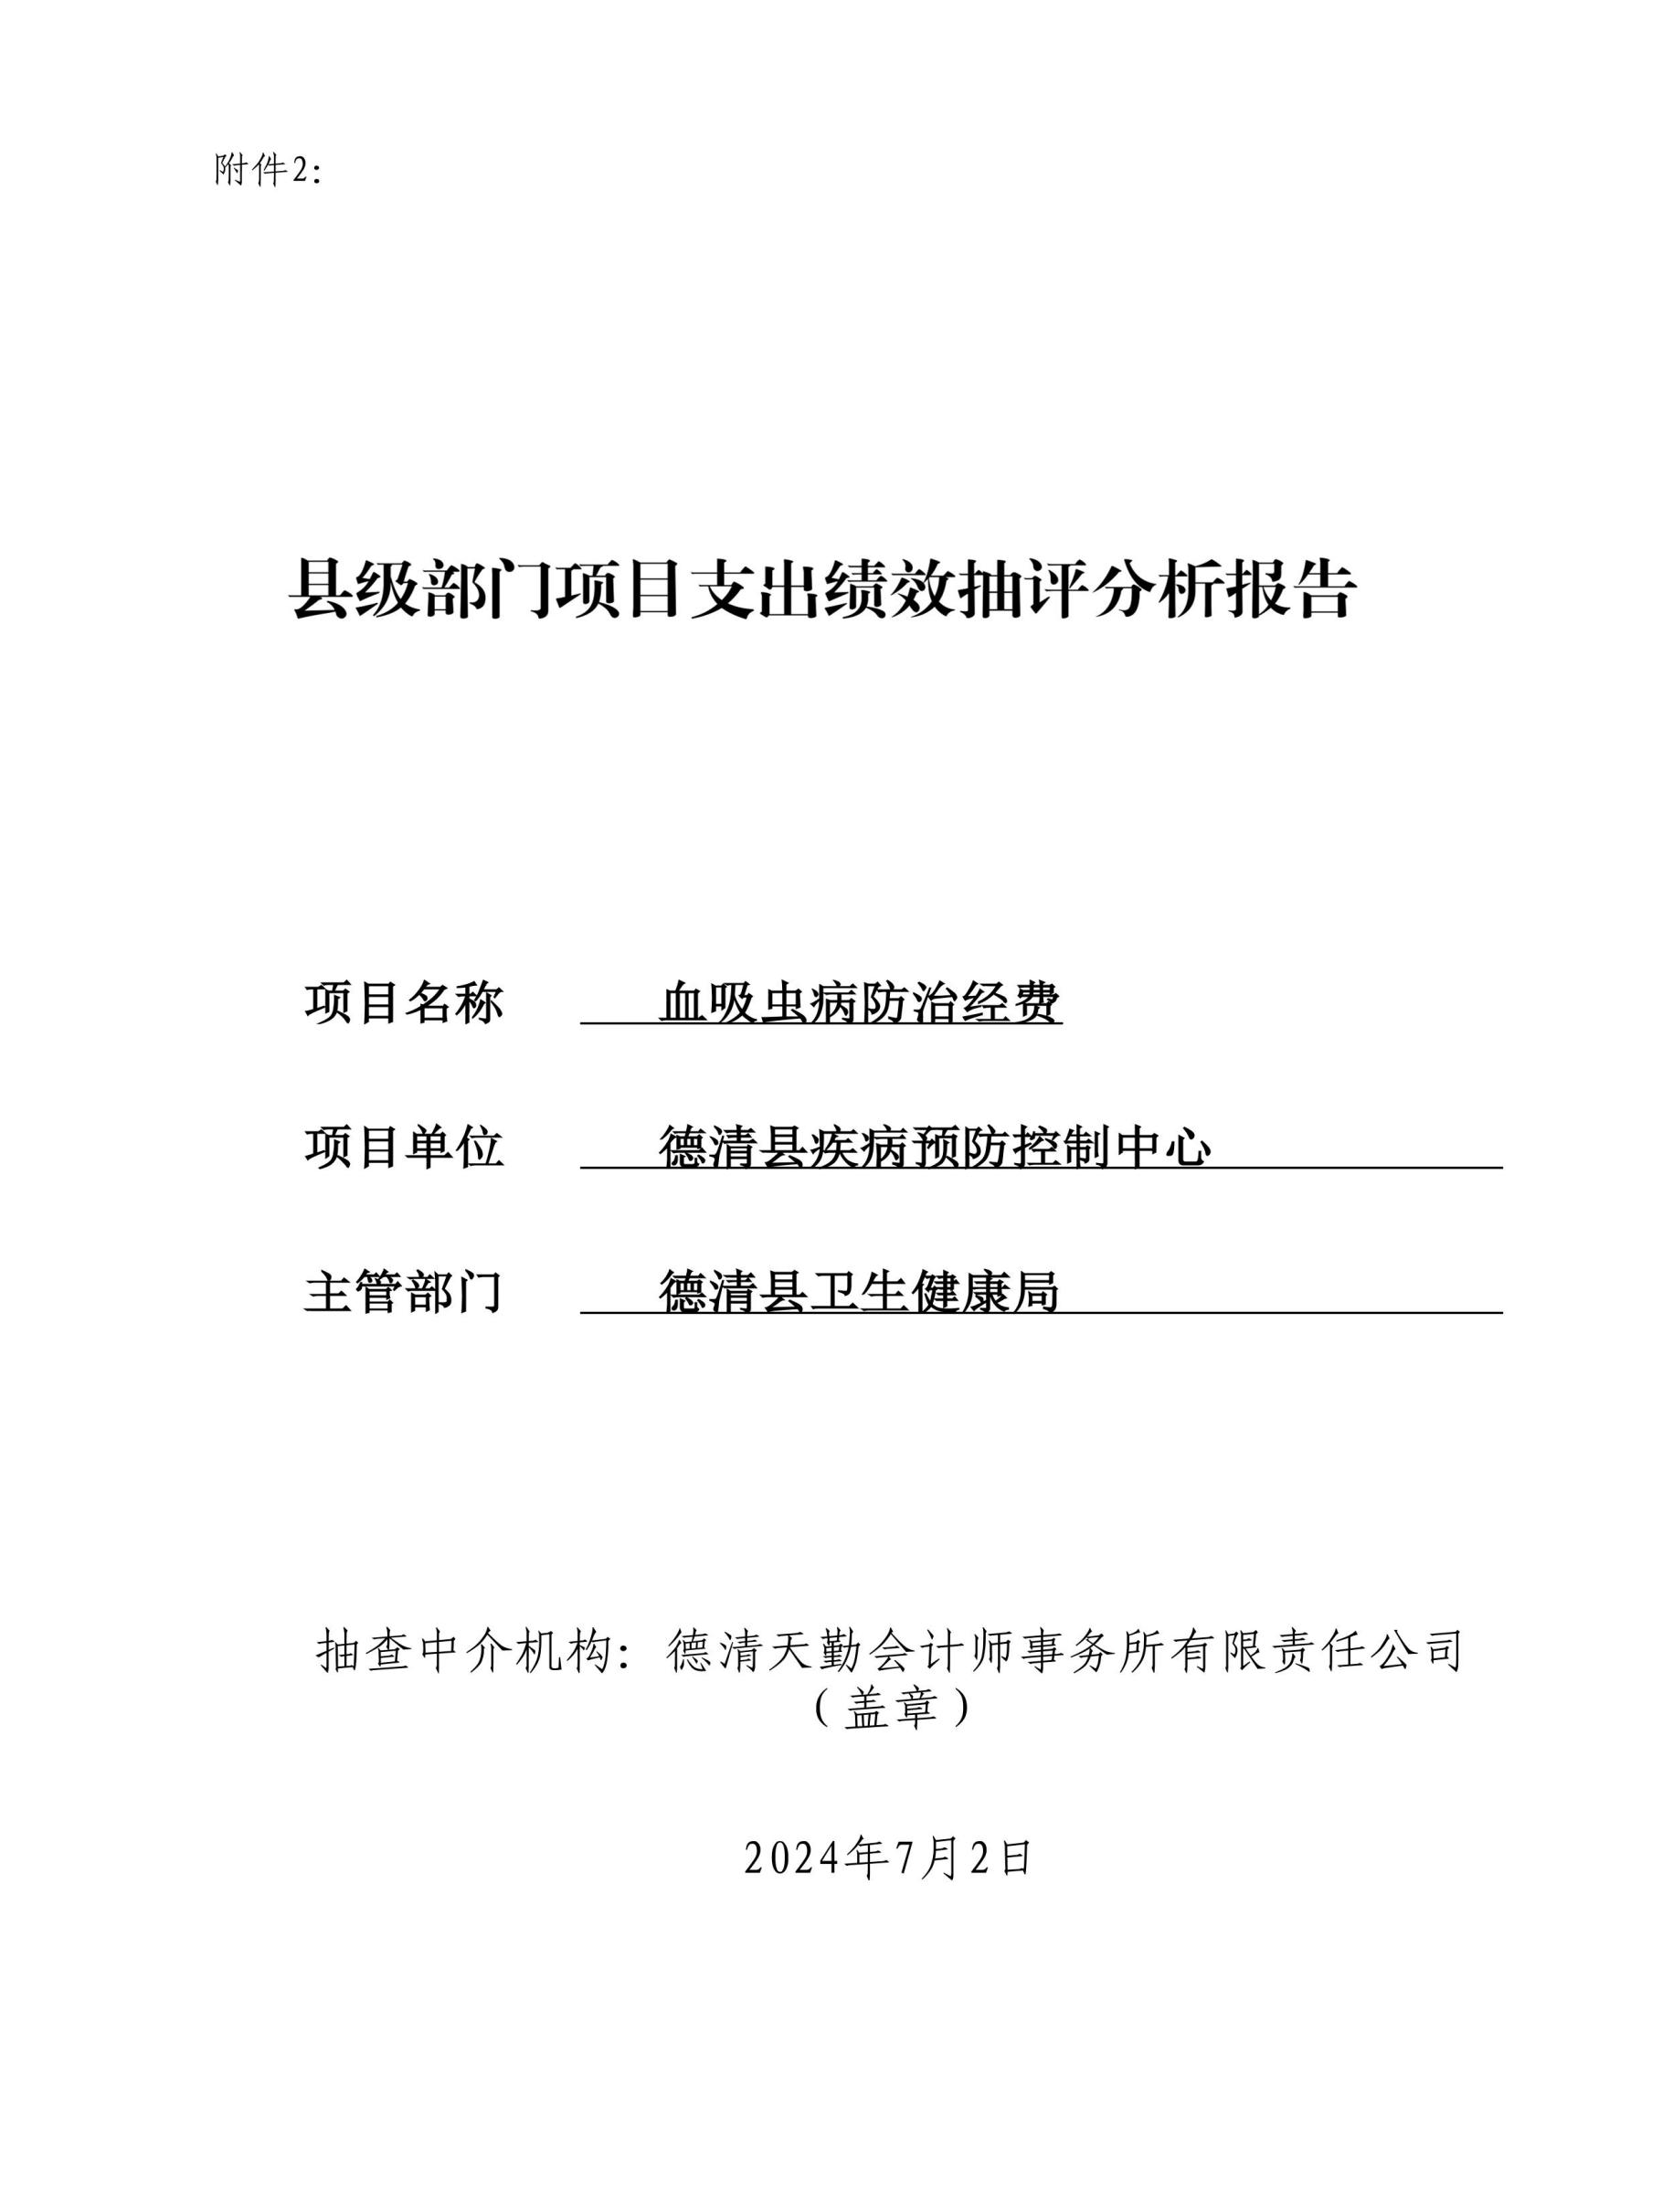 附件2：
县级部门项目支出绩效抽评分析报告
项目名称 血吸虫病防治经费
项目单位 德清县疾病预防控制中心
主管部门 德清县卫生健康局
抽查中介机构：德清天勤会计师事务所有限责任公司
（盖章）
2024年7月2日